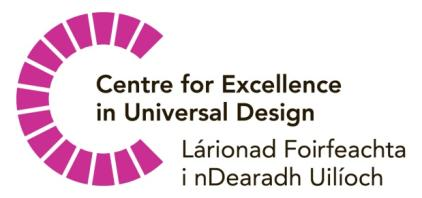 Centre for Excellence
in Universal Design
Lárionad Foirfeachta
i nDearadh Uilíoch